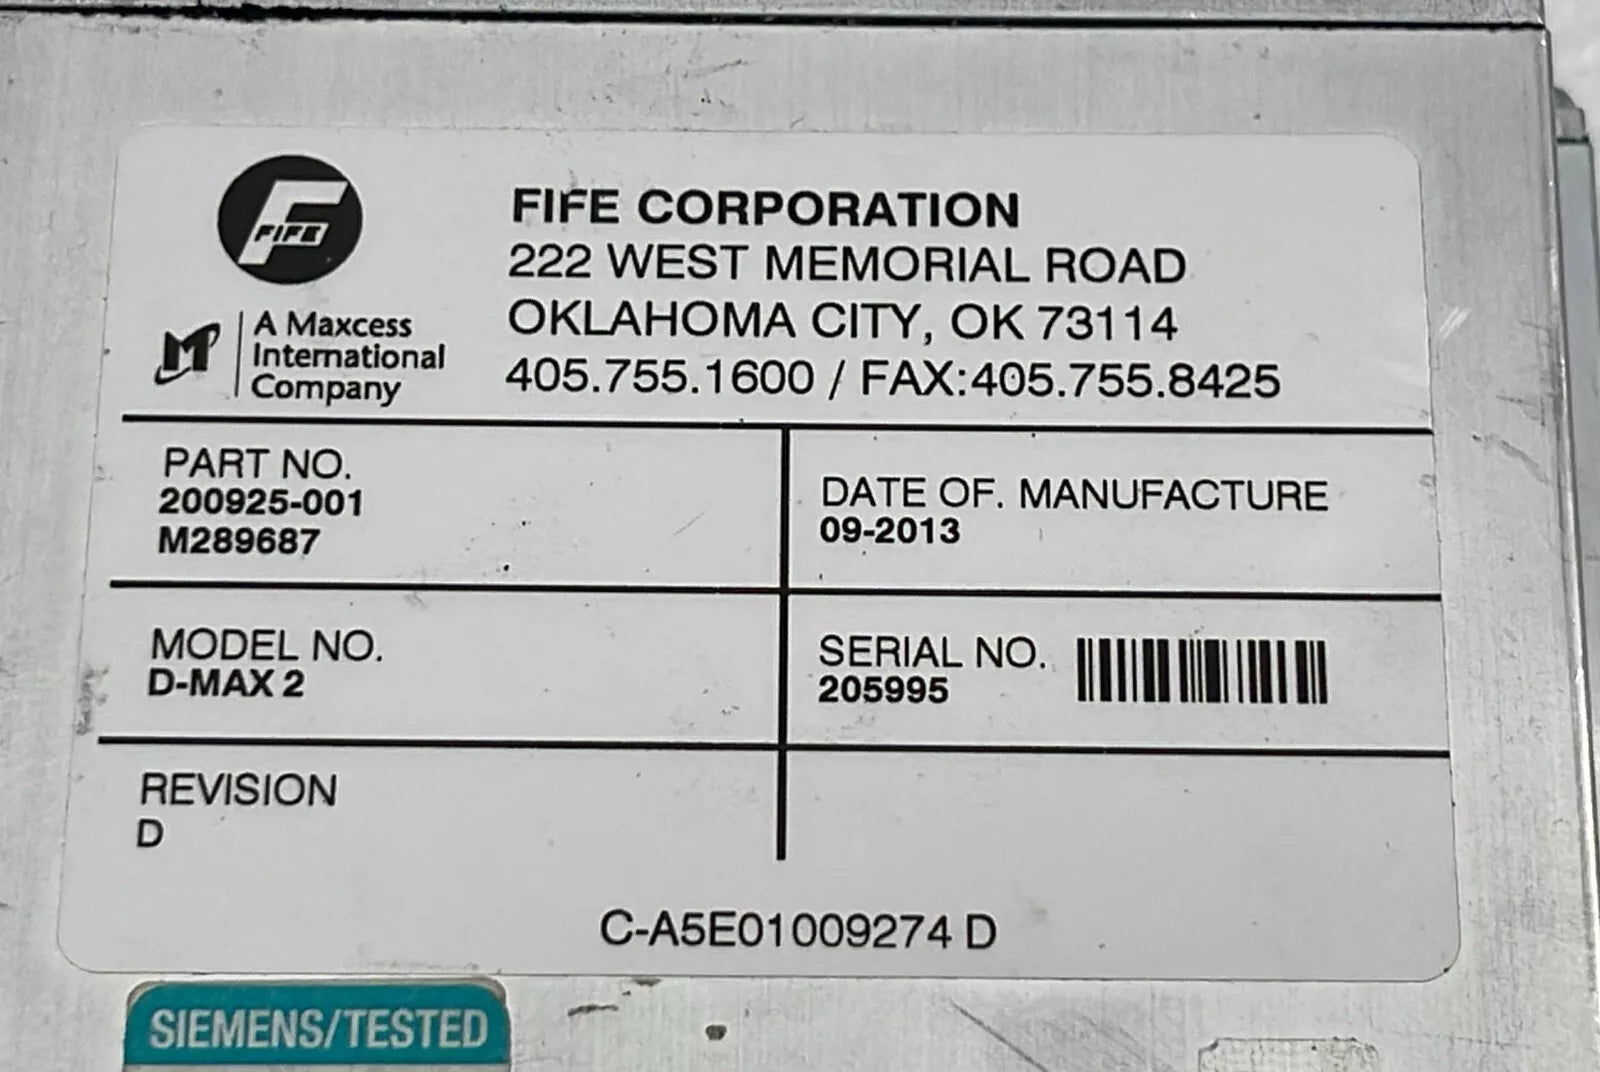 FIFE
A Maxcess
International
Company
FIFE CORPORATION
222 WEST MEMORIAL ROAD
OKLAHOMA CITY, OK 73114
405.755.1600 / FAX:405.755.8425
PART NO.
200925-001
M289687
DATE OF. MANUFACTURE
09-2013
MODEL NO.
D-MAX 2
SERIAL NO.
205995
REVISION
D
C-A5E01009274 D
SIEMENS/TESTED